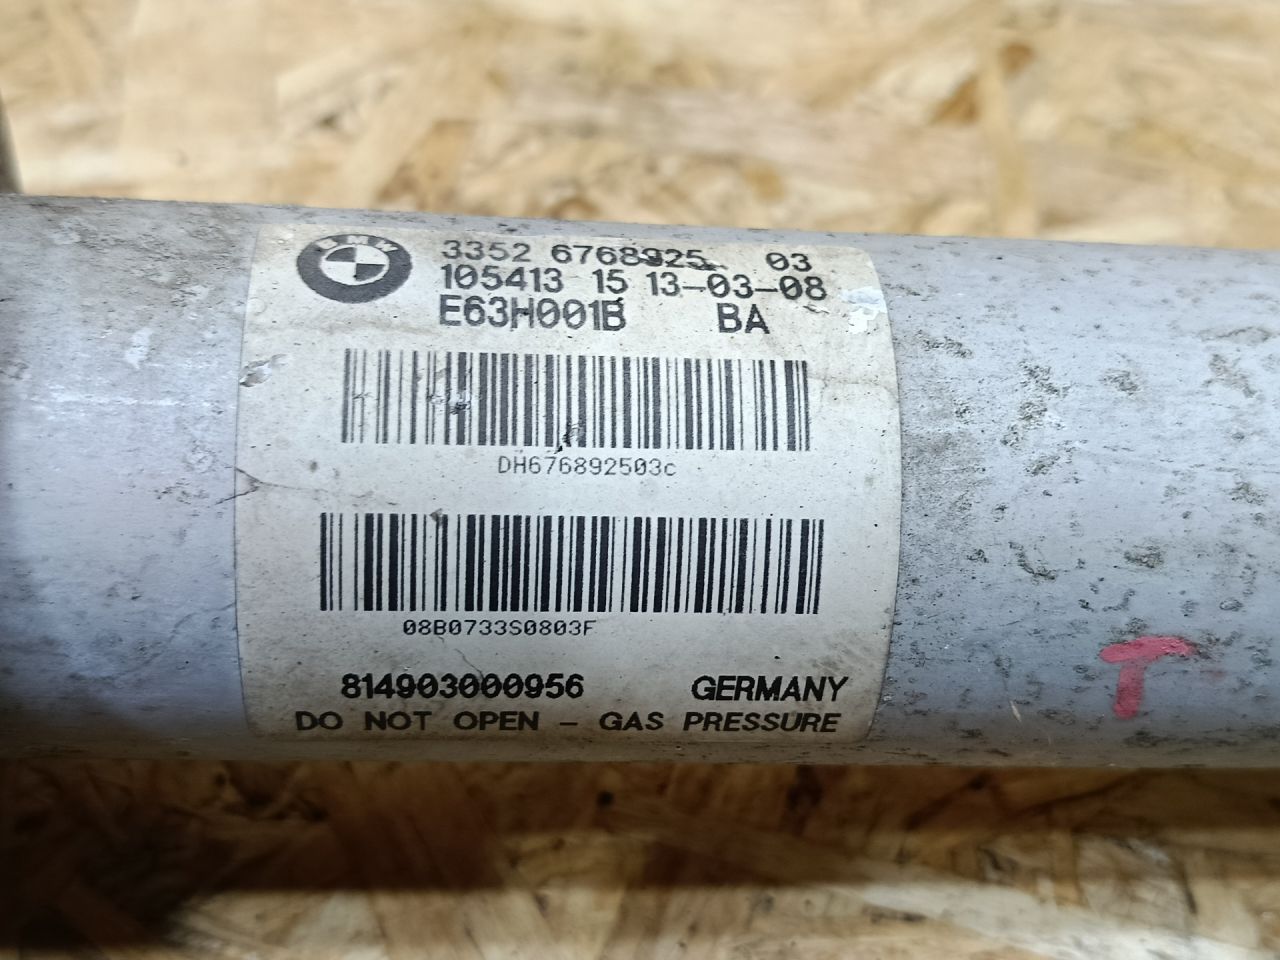 BMW
3352 6768925 03
105413 15 13-03-08
E63H001B BA
DH676892503c
08B0733S0803F
814903000956 GERMANY
DO NOT OPEN - GAS PRESSURE
T